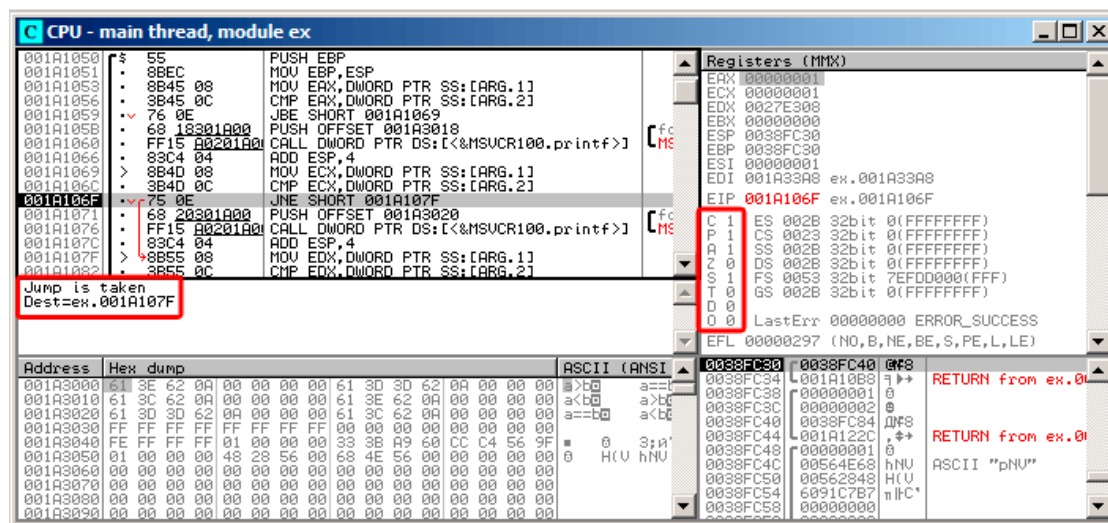 CPU - main thread, module ex
001A1050 $ 55 PUSH EBP
001A1051 . 8BEC MOV EBP,ESP
001A1053 . 8B45 08 MOV EAX,DWORD PTR SS:[ARG.1]
001A1056 . 3B45 0C CMP EAX,DWORD PTR SS:[ARG.2]
001A1059 . 76 0E JBE SHORT 001A1069
001A105B . 68 18301A00 PUSH OFFSET 001A3018
001A1060 . FF15 A0201A0 CALL DWORD PTR DS:[<&MSVCR100.printf>]
001A1066 . 83C4 04 ADD ESP,4
001A1069 > 8B4D 08 MOV ECX,DWORD PTR SS:[ARG.1]
001A106C . 3B4D 0C CMP ECX,DWORD PTR SS:[ARG.2]
001A106F . 75 0E JNE SHORT 001A107F
001A1071 . 68 20301A00 PUSH OFFSET 001A3020
001A1076 . FF15 A0201A0 CALL DWORD PTR DS:[<&MSVCR100.printf>]
001A107C . 83C4 04 ADD ESP,4
001A107F > 8B55 08 MOV EDX,DWORD PTR SS:[ARG.1]
001A1082 . 3B55 0C CMP EDX,DWORD PTR SS:[ARG.2]
Jump is taken
Dest=ex.001A107F
Registers (MMX)
EAX 00000001
ECX 00000001
EDX 0027E308
EBX 00000000
ESP 0038FC30
EBP 0038FC30
ESI 00000001
EDI 001A33A8 ex.001A33A8
EIP 001A106F ex.001A106F
C 1 ES 002B 32bit 0(FFFFFFFF)
P 1 CS 0023 32bit 0(FFFFFFFF)
A 1 SS 002B 32bit 0(FFFFFFFF)
Z 0 DS 002B 32bit 0(FFFFFFFF)
S 1 FS 0053 32bit 7EFDD000(FFF)
T 0 GS 002B 32bit 0(FFFFFFFF)
D 0
O 0 LastErr 00000000 ERROR_SUCCESS
EFL 00000297 (NO,B,NE,BE,S,PE,L,LE)
Address Hex dump ASCII (ANSI
001A3000 61 3E 62 0A 00 00 00 00 61 3D 3D 62 0A 00 00 00 a>b a==
001A3010 61 3C 62 0A 00 00 00 00 61 3E 62 0A 00 00 00 00 a<b a>b
001A3020 61 3D 3D 62 0A 00 00 00 61 3C 62 0A 00 00 00 00 a==b a<b
001A3030 FF FF FF FF FF FF FF FF 00 00 00 00 00 00 00 00
001A3040 FE FF FF FF 01 00 00 00 33 3B A9 60 CC C4 56 9F 3;
001A3050 01 00 00 00 48 28 56 00 68 4E 56 00 00 00 00 00 H(V hNV
001A3060 00 00 00 00 00 00 00 00 00 00 00 00 00 00 00 00
001A3070 00 00 00 00 00 00 00 00 00 00 00 00 00 00 00 00
001A3080 00 00 00 00 00 00 00 00 00 00 00 00 00 00 00 00
001A3090 00 00 00 00 00 00 00 00 00 00 00 00 00 00 00 00
0038FC30 0038FC40
0038FC34 001A10B8 RETURN from ex.0
0038FC38 00000001
0038FC3C 00000002
0038FC40 0038FC84
0038FC44 001A122C RETURN from ex.0
0038FC48 00000001
0038FC4C 00564E68 hNV ASCII "pNV"
0038FC50 00562848 H(V
0038FC54 6091C7B7
0038FC58 00000000